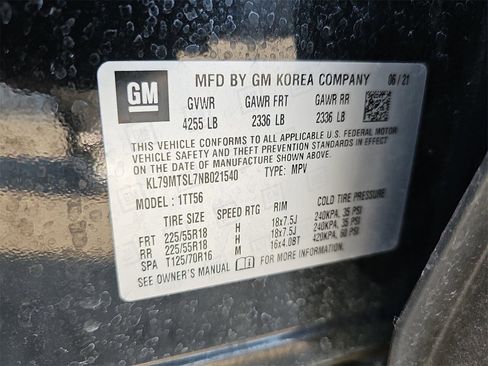 GM
MFD BY GM KOREA COMPANY 06/21
GVWR GAWR FRT GAWR RR
4255 LB 2336 LB 2336 LB
THIS VEHICLE CONFORMS TO ALL APPLICABLE U.S. FEDERAL MOTOR
VEHICLE SAFETY AND THEFT PREVENTION STANDARDS IN EFFECT
ON THE DATE OF MANUFACTURE SHOWN ABOVE.
KL79MTSL7NB021540 TYPE: MPV
MODEL: 1TT56
TIRE SIZE SPEED RTG RIM COLD TIRE PRESSURE
FRT 225/55R18 H 18x7.5J 240KPA, 35 PSI
RR 225/55R18 H 18x7.5J 240KPA, 35 PSI
SPA T125/70R16 M 16x4.0BT 420KPA, 60 PSI
SEE OWNER'S MANUAL FOR MORE INFORMATION.